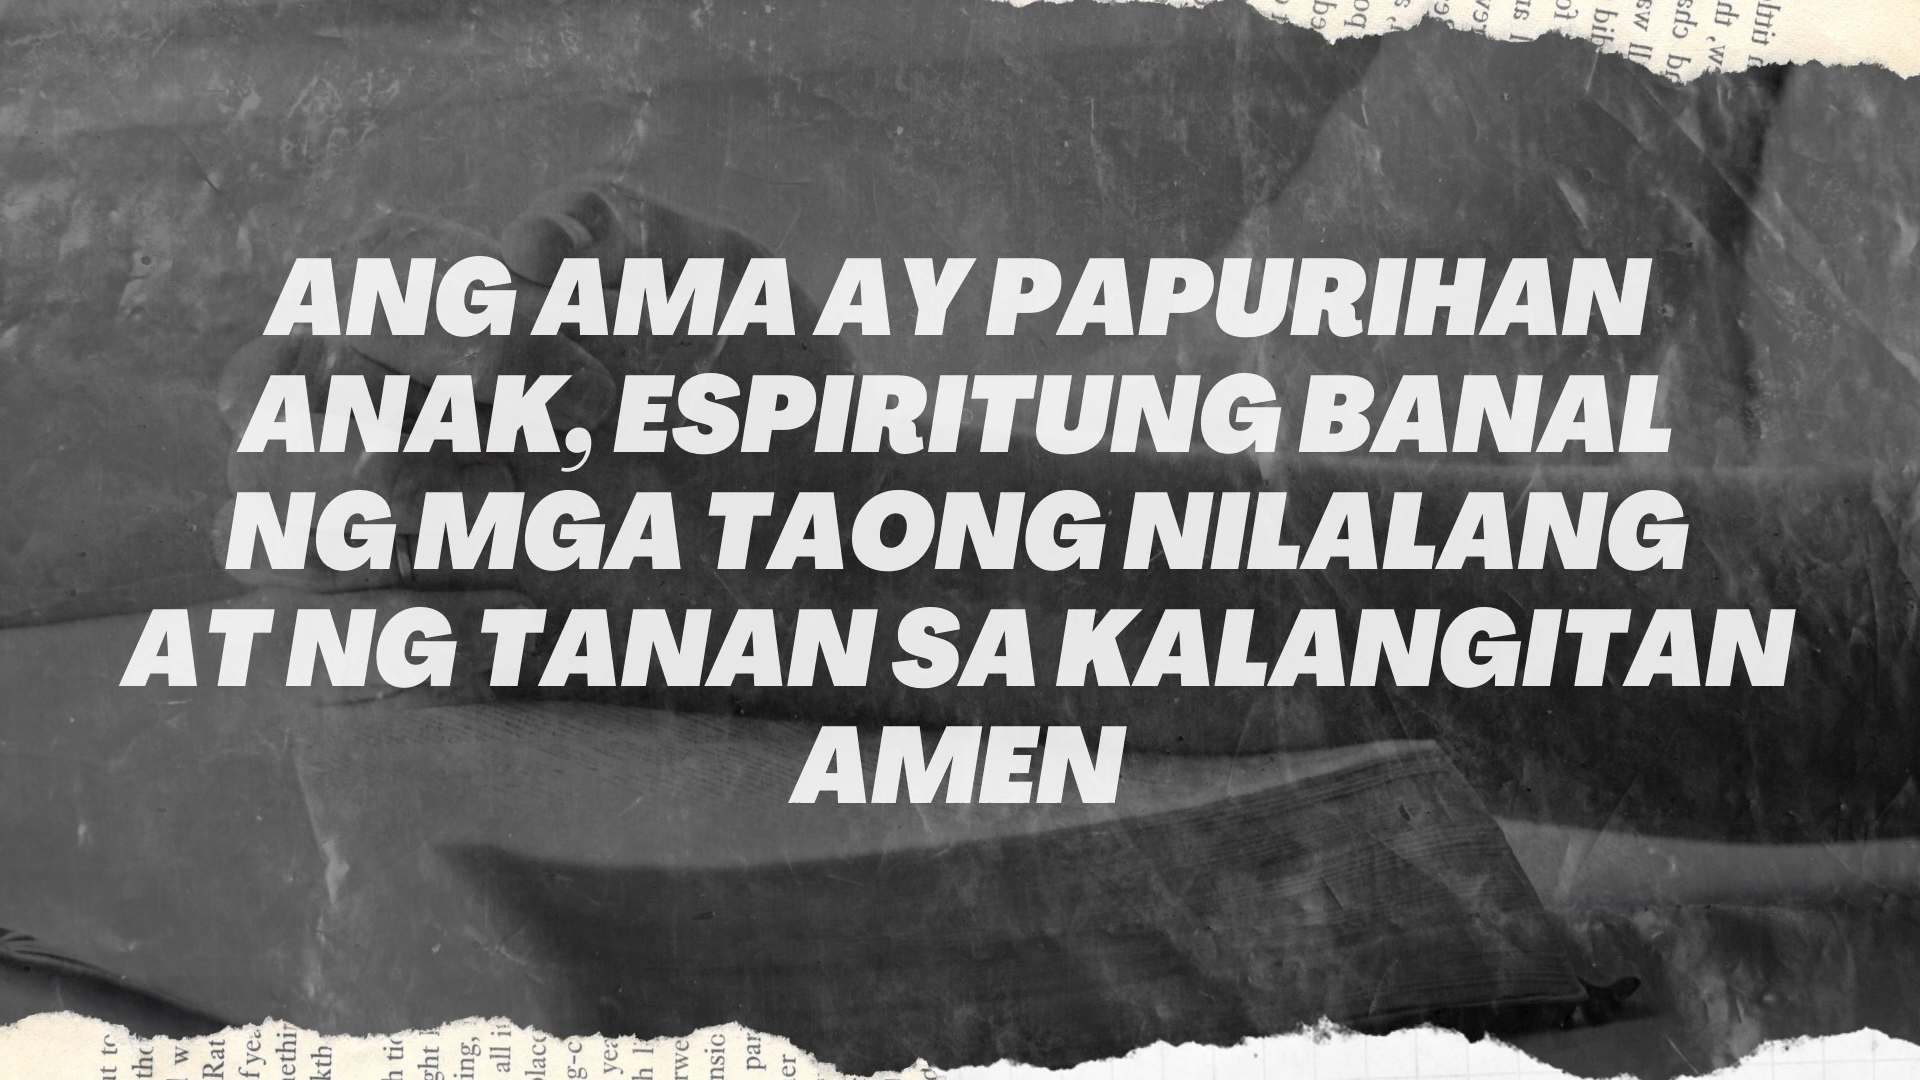 ANG AMA AY PAPURIHAN
ANAK, ESPIRITUNG BANAL
NG MGA TAONG NILALANG
AT NG TANAN SA KALANGITAN
AMEN